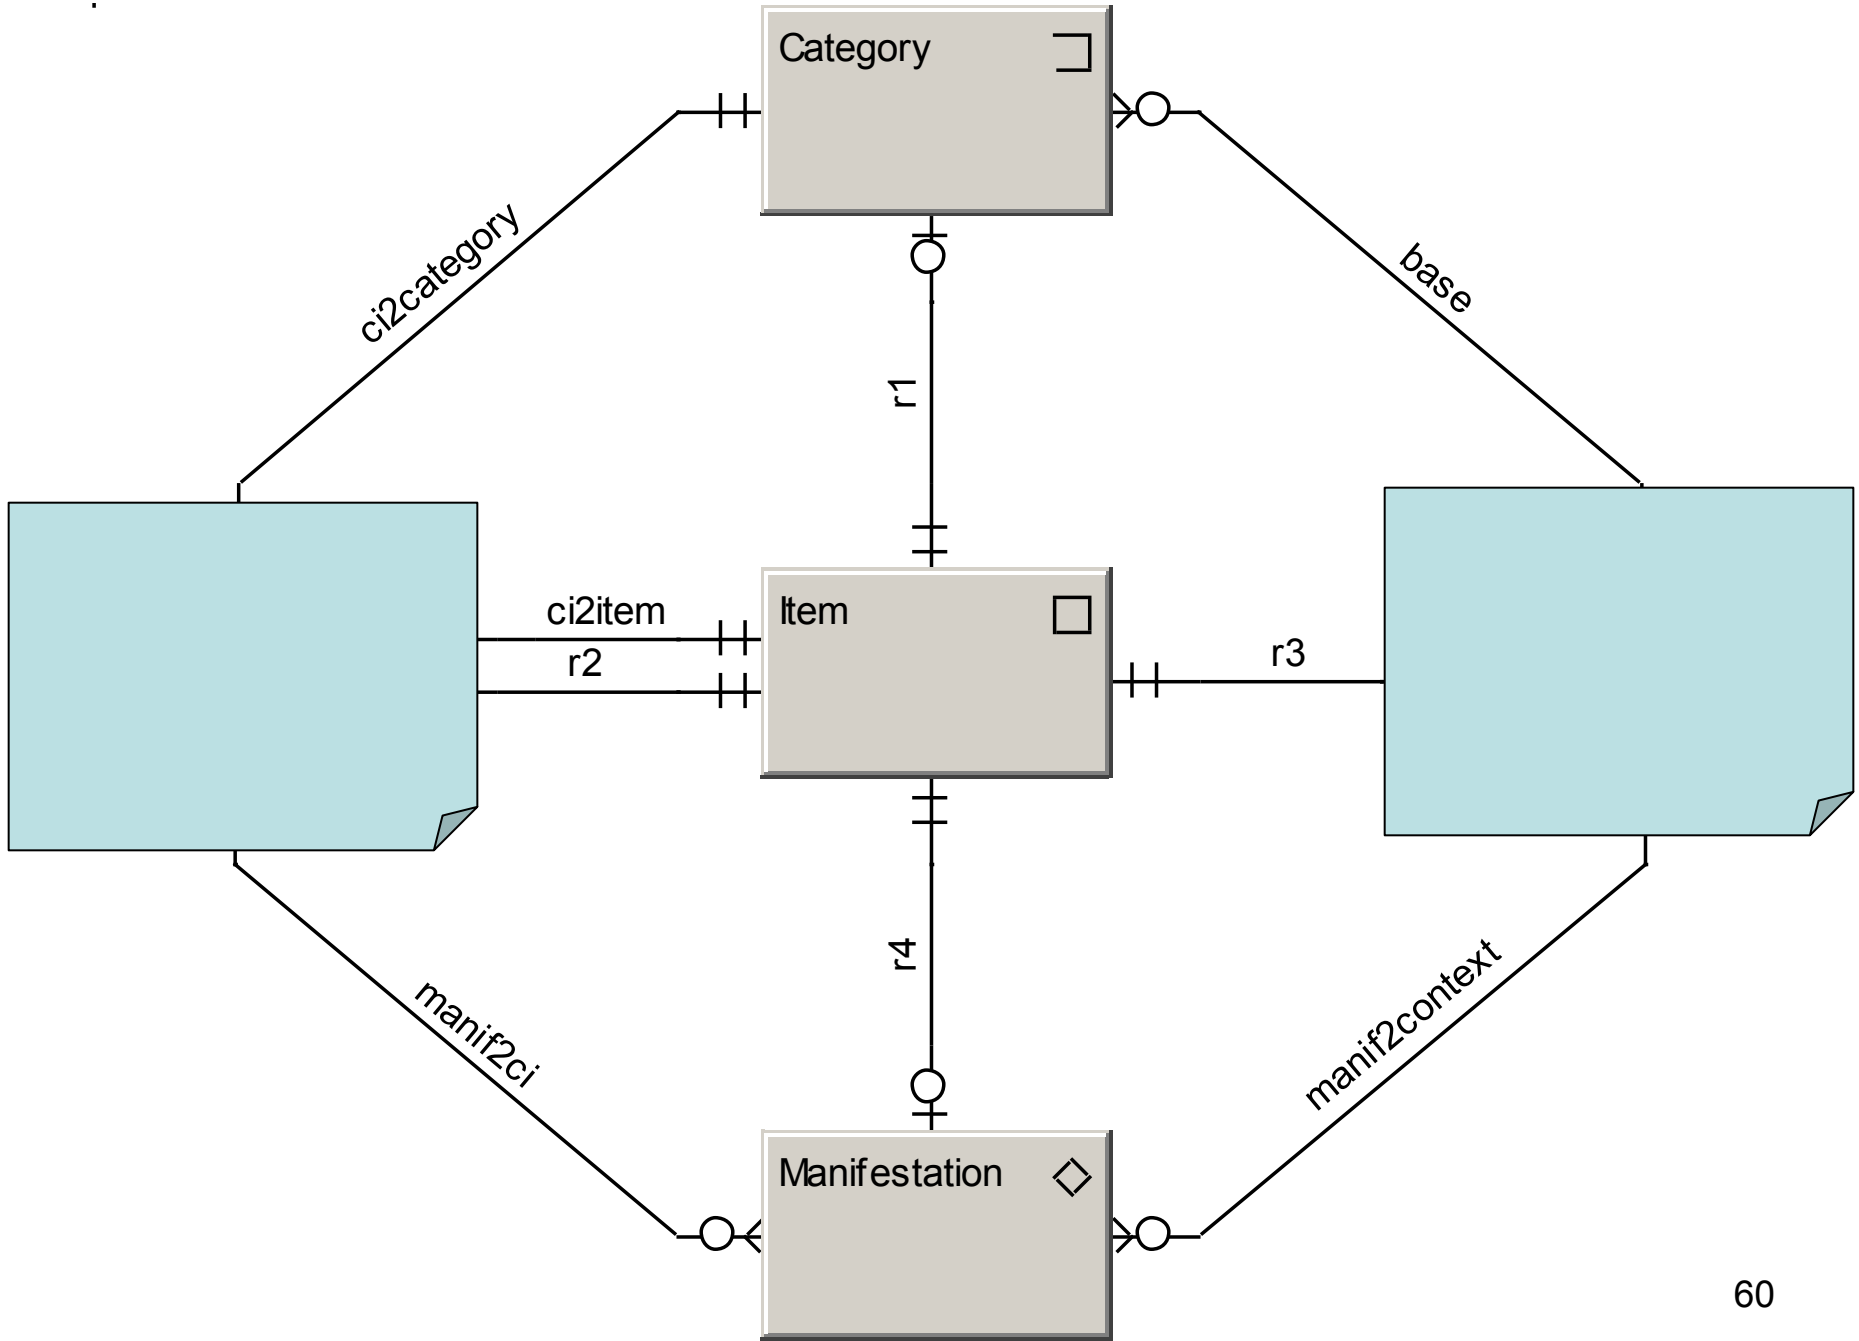 Category
ci2category
base
r1
ci2item
Item
r2
r3
r4
manif2ci
manif2context
Manifestation
60